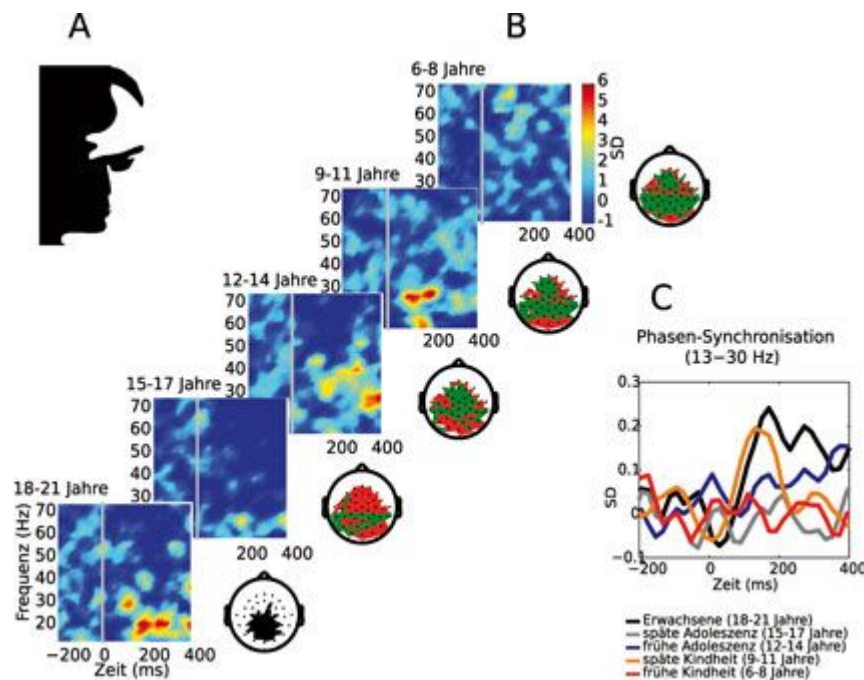 A
B
6-8 Jahre
70
60
50
40
30
6
5
4
3
2
1
0
-1
SD
200 400
9-11 Jahre
70
60
50
40
30
200 400
12-14 Jahre
70
60
50
40
30
200 400
15-17 Jahre
70
60
50
40
30
200 400
18-21 Jahre
70
60
50
40
30
20
Frequenz (Hz)
−200 0 200 400
Zeit (ms)
C
Phasen-Synchronisation
(13−30 Hz)
0.3
0.2
0.1
0
−0.1
SD
−200 0 200 400
Zeit (ms)
Erwachsene (18-21 Jahre)
späte Adoleszenz (15-17 Jahre)
frühe Adoleszenz (12-14 Jahre)
späte Kindheit (9-11 Jahre)
frühe Kindheit (6-8 Jahre)